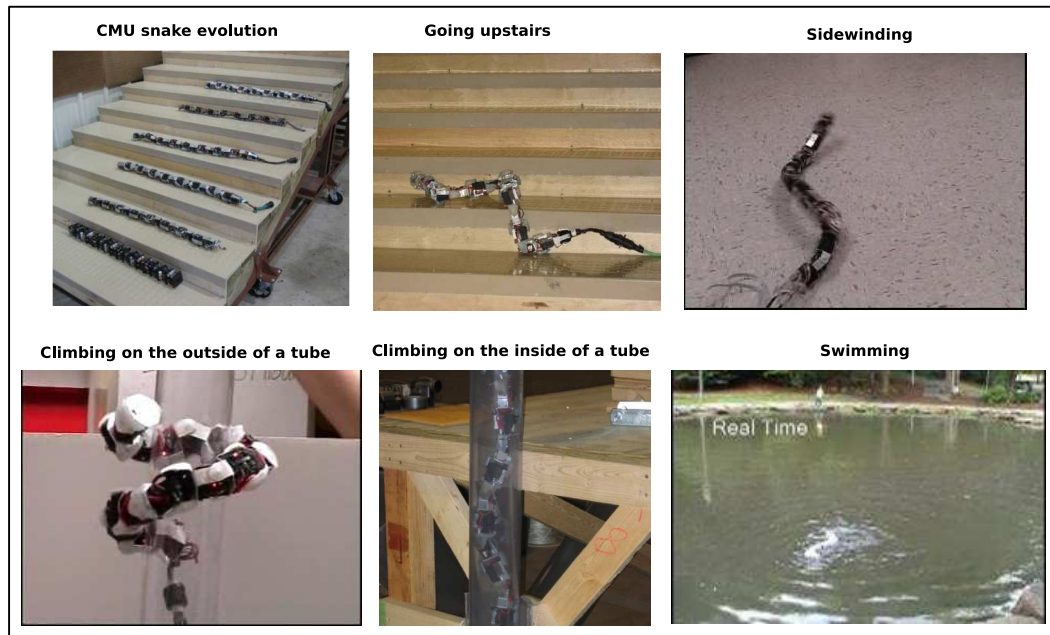 CMU snake evolution
Going upstairs
Sidewinding
Climbing on the outside of a tube
Climbing on the inside of a tube
Swimming
Real Time